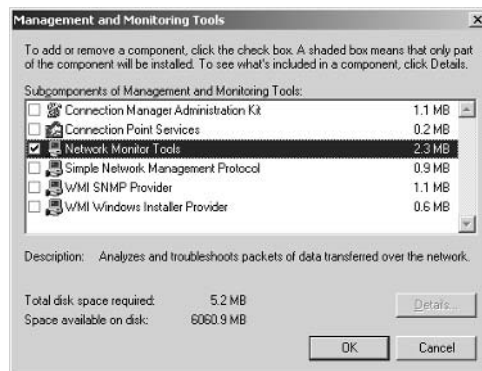 Management and Monitoring Tools
To add or remove a component, click the check box. A shaded box means that only part
of the component will be installed. To see what's included in a component, click Details.
Subcomponents of Management and Monitoring Tools:
Connection Manager Administration Kit 1.1 MB
Connection Point Services 0.2 MB
Network Monitor Tools 2.3 MB
Simple Network Management Protocol 0.9 MB
WMI SNMP Provider 1.1 MB
WMI Windows Installer Provider 0.6 MB
Description: Analyzes and troubleshoots packets of data transferred over the network.
Total disk space required: 5.2 MB
Details...
Space available on disk: 6060.9 MB
OK Cancel